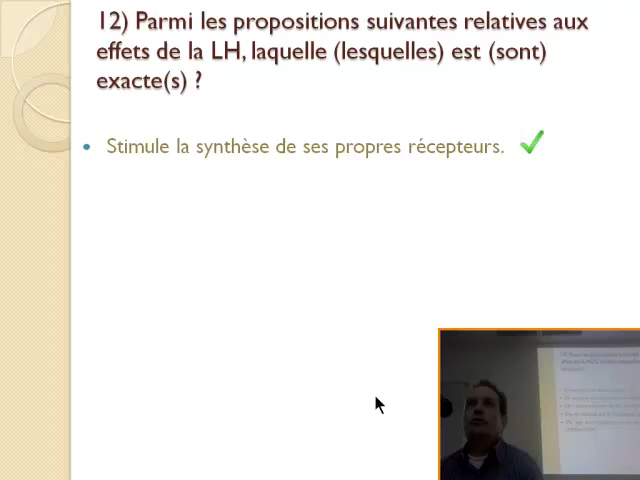 12) Parmi les propositions suivantes relatives aux
effets de la LH, laquelle (lesquelles) est (sont)
exacte(s) ?
• Stimule la synthèse de ses propres récepteurs.